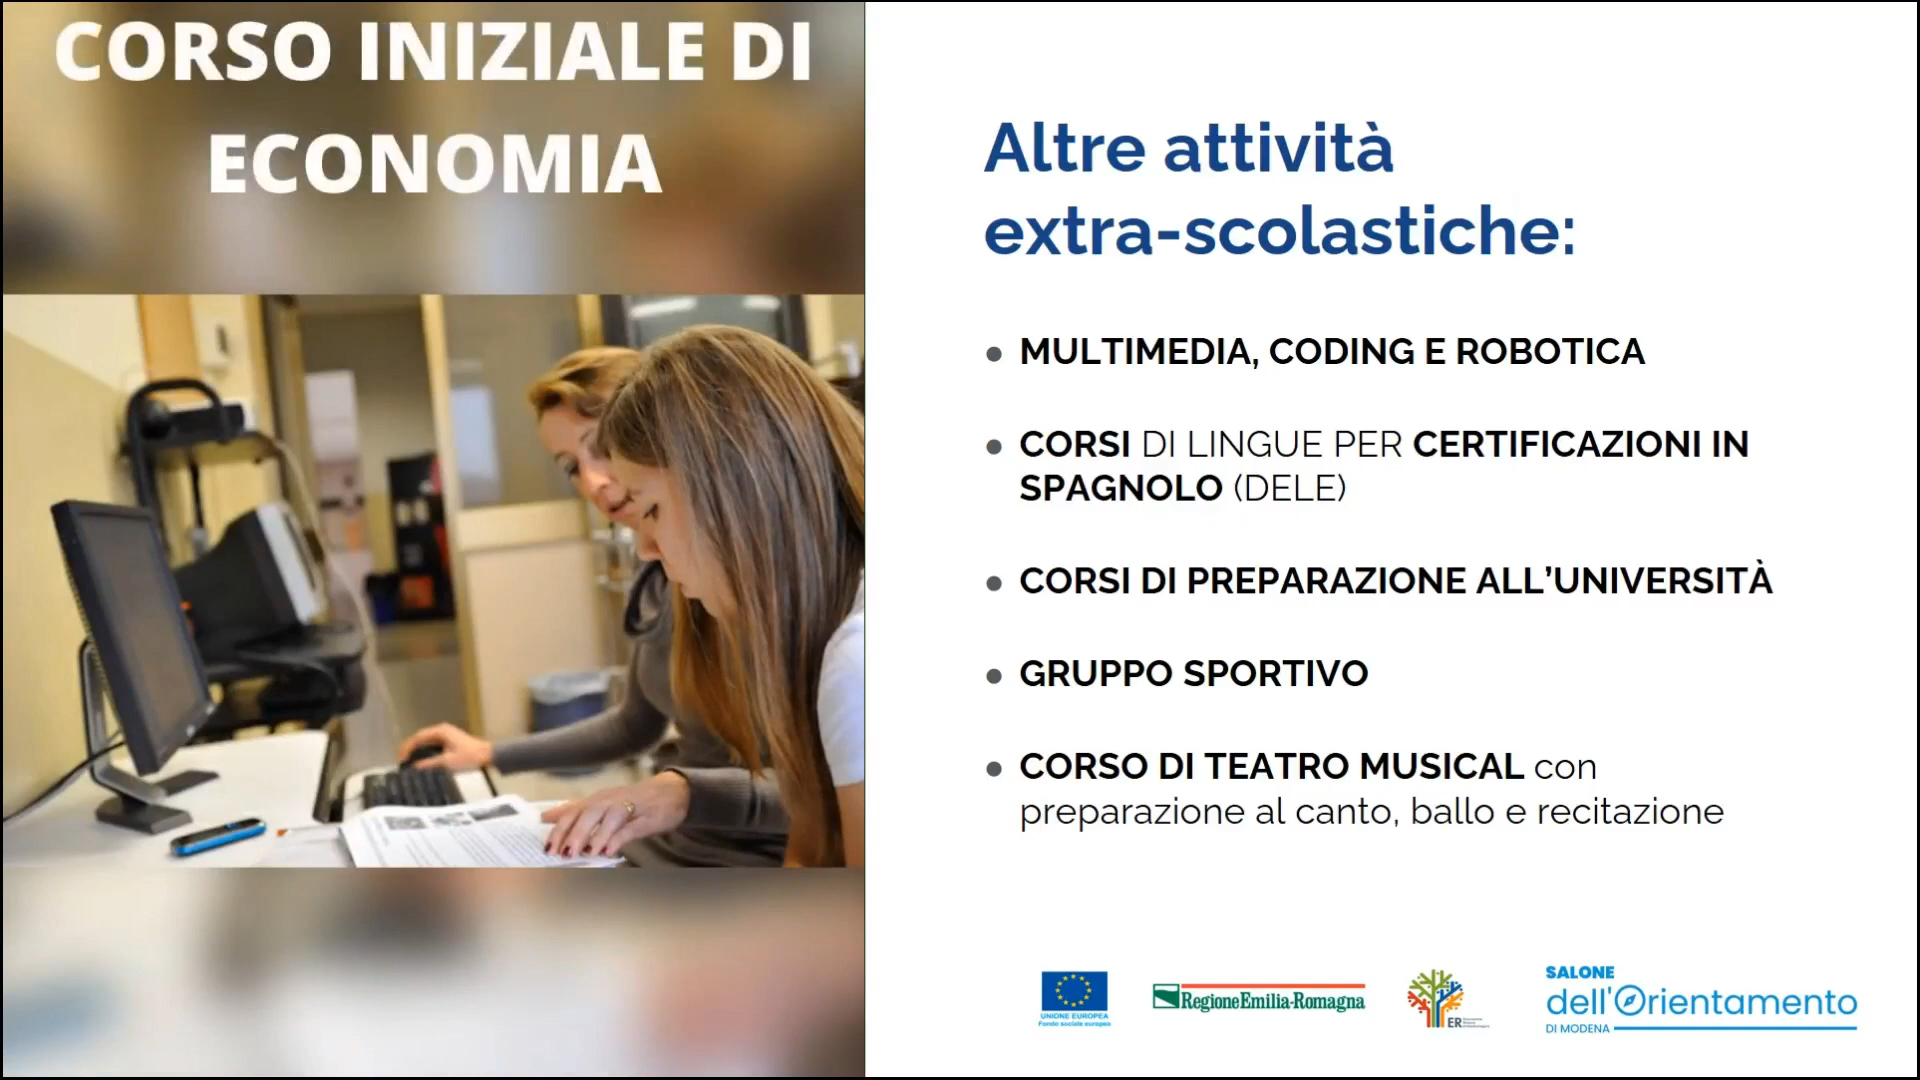 CORSO INIZIALE DI
ECONOMIA
Altre attività
extra-scolastiche:
• MULTIMEDIA, CODING E ROBOTICA
• CORSI DI LINGUE PER CERTIFICAZIONI IN
SPAGNOLO (DELE)
• CORSI DI PREPARAZIONE ALL’UNIVERSITÀ
• GRUPPO SPORTIVO
• CORSO DI TEATRO MUSICAL con
preparazione al canto, ballo e recitazione
UNIONE EUROPEA
Fondo sociale europeo
RegioneEmilia-Romagna
ER
SALONE
dell'Orientamento
DI MODENA